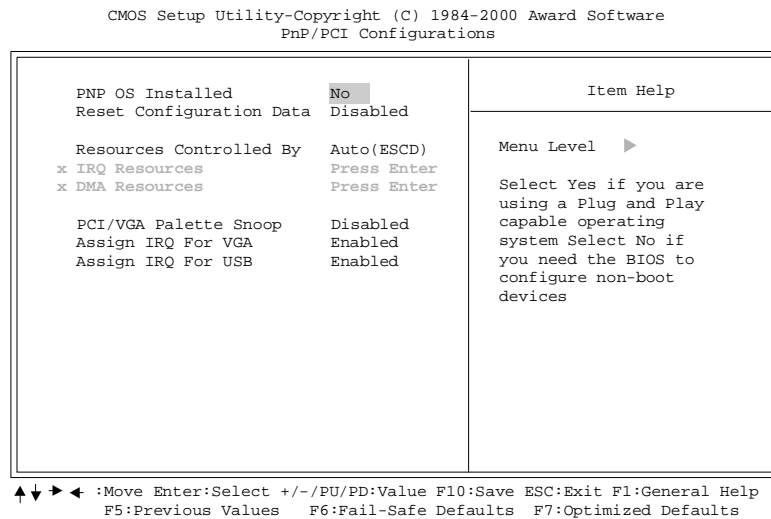 CMOS Setup Utility-Copyright (C) 1984-2000 Award Software
PnP/PCI Configurations
PNP OS Installed No
Reset Configuration Data Disabled
Resources Controlled By Auto(ESCD)
x IRQ Resources Press Enter
x DMA Resources Press Enter
PCI/VGA Palette Snoop Disabled
Assign IRQ For VGA Enabled
Assign IRQ For USB Enabled
Item Help
Menu Level
Select Yes if you are
using a Plug and Play
capable operating
system Select No if
you need the BIOS to
configure non-boot
devices
:Move Enter:Select +/-/PU/PD:Value F10:Save ESC:Exit F1:General Help
F5:Previous Values F6:Fail-Safe Defaults F7:Optimized Defaults